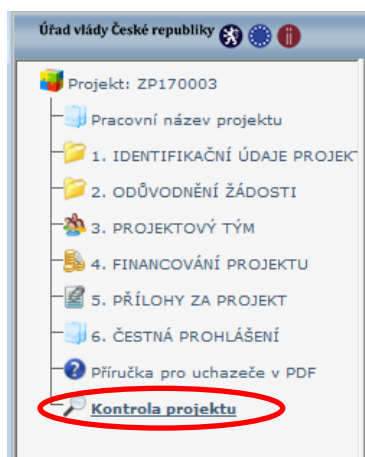 Úřad vlády České republiky
Projekt: ZP170003
Pracovní název projektu
1. IDENTIFIKAČNÍ ÚDAJE PROJEK
2. ODŮVODNĚNÍ ŽÁDOSTI
3. PROJEKTOVÝ TÝM
4. FINANCOVÁNÍ PROJEKTU
5. PŘÍLOHY ZA PROJEKT
6. ČESTNÁ PROHLÁŠENÍ
Příručka pro uchazeče v PDF
Kontrola projektu